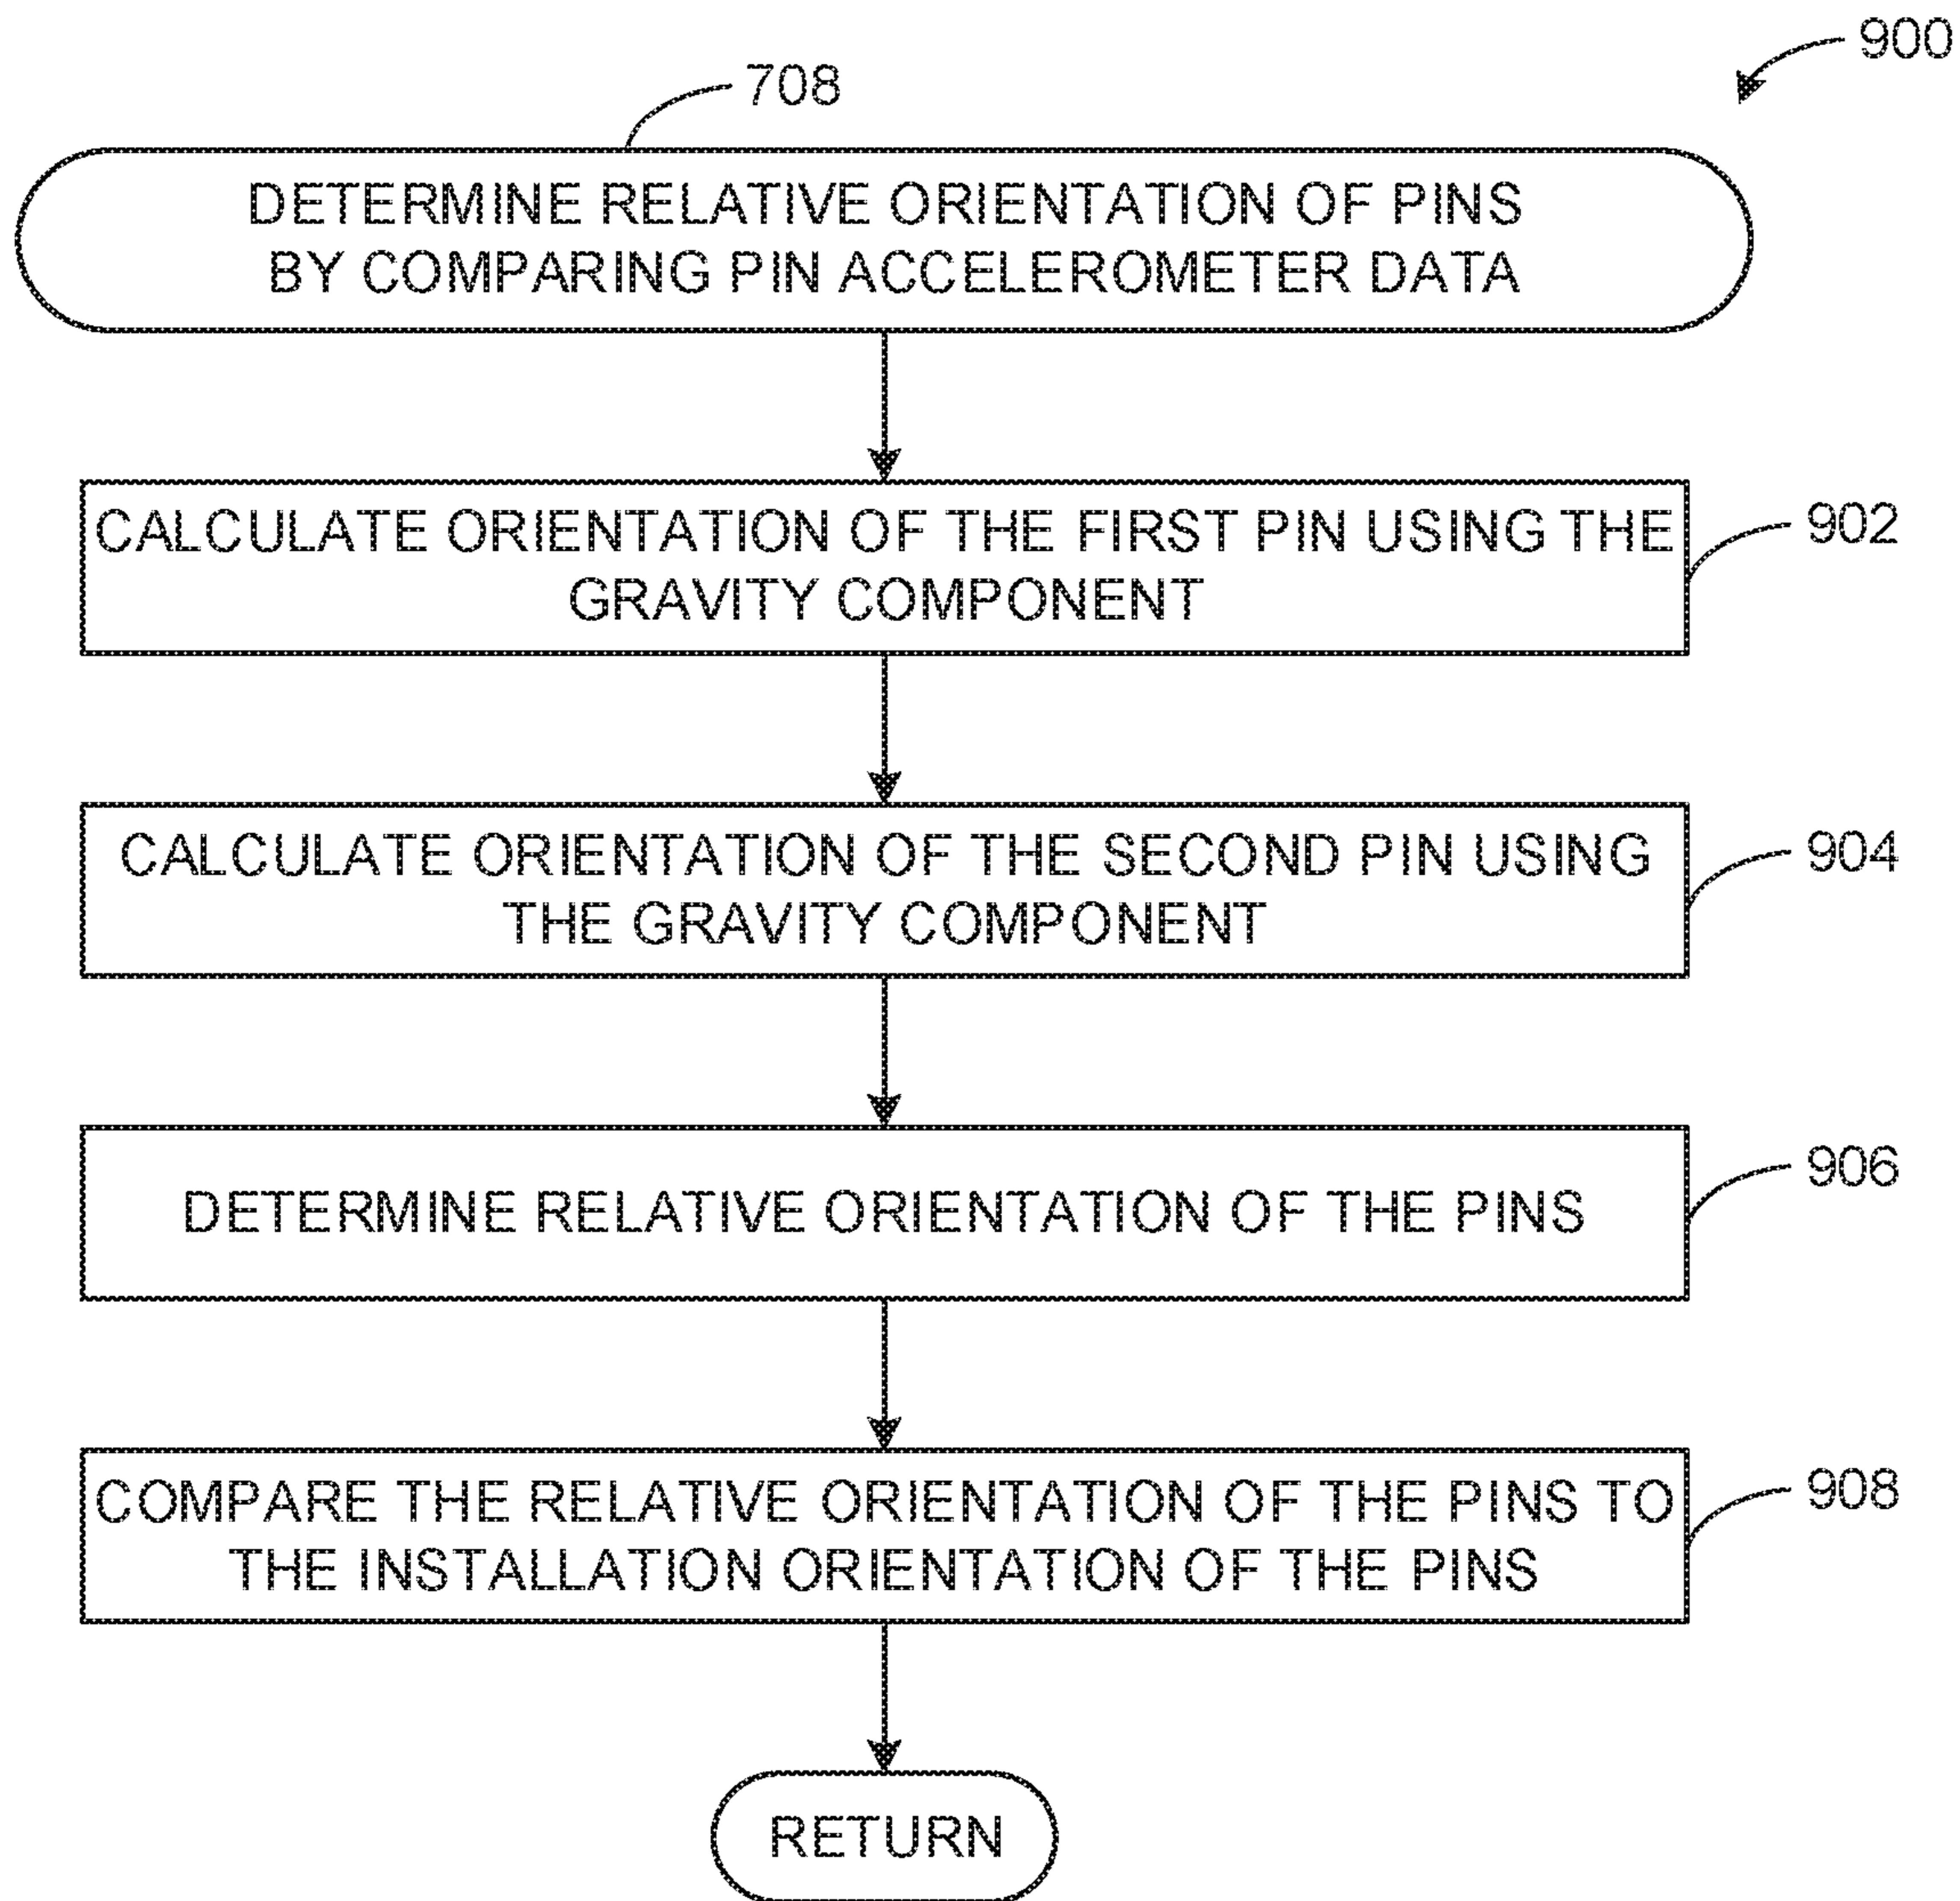 900
708
DETERMINE RELATIVE ORIENTATION OF PINS
BY COMPARING PIN ACCELEROMETER DATA
CALCULATE ORIENTATION OF THE FIRST PIN USING THE
GRAVITY COMPONENT
902
CALCULATE ORIENTATION OF THE SECOND PIN USING
THE GRAVITY COMPONENT
904
DETERMINE RELATIVE ORIENTATION OF THE PINS
906
COMPARE THE RELATIVE ORIENTATION OF THE PINS TO
THE INSTALLATION ORIENTATION OF THE PINS
908
RETURN